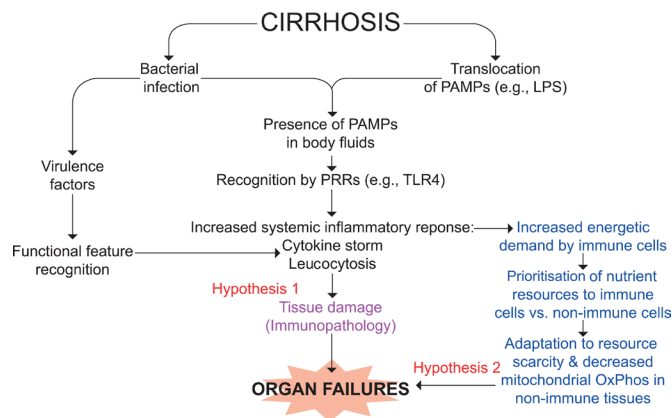 CIRRHOSIS
Bacterial
infection
Translocation
of PAMPs (e.g., LPS)
Presence of PAMPs
in body fluids
Virulence
factors
Recognition by PRRs (e.g., TLR4)
Increased systemic inflammatory reponse:
Cytokine storm
Leucocytosis
Functional feature
recognition
Increased energetic
demand by immune cells
Prioritisation of nutrient
resources to immune
cells vs. non-immune cells
Hypothesis 1
Tissue damage
(Immunopathology)
Adaptation to resource
scarcity & decreased
mitochondrial OxPhos in
non-immune tissues
Hypothesis 2
ORGAN FAILURES